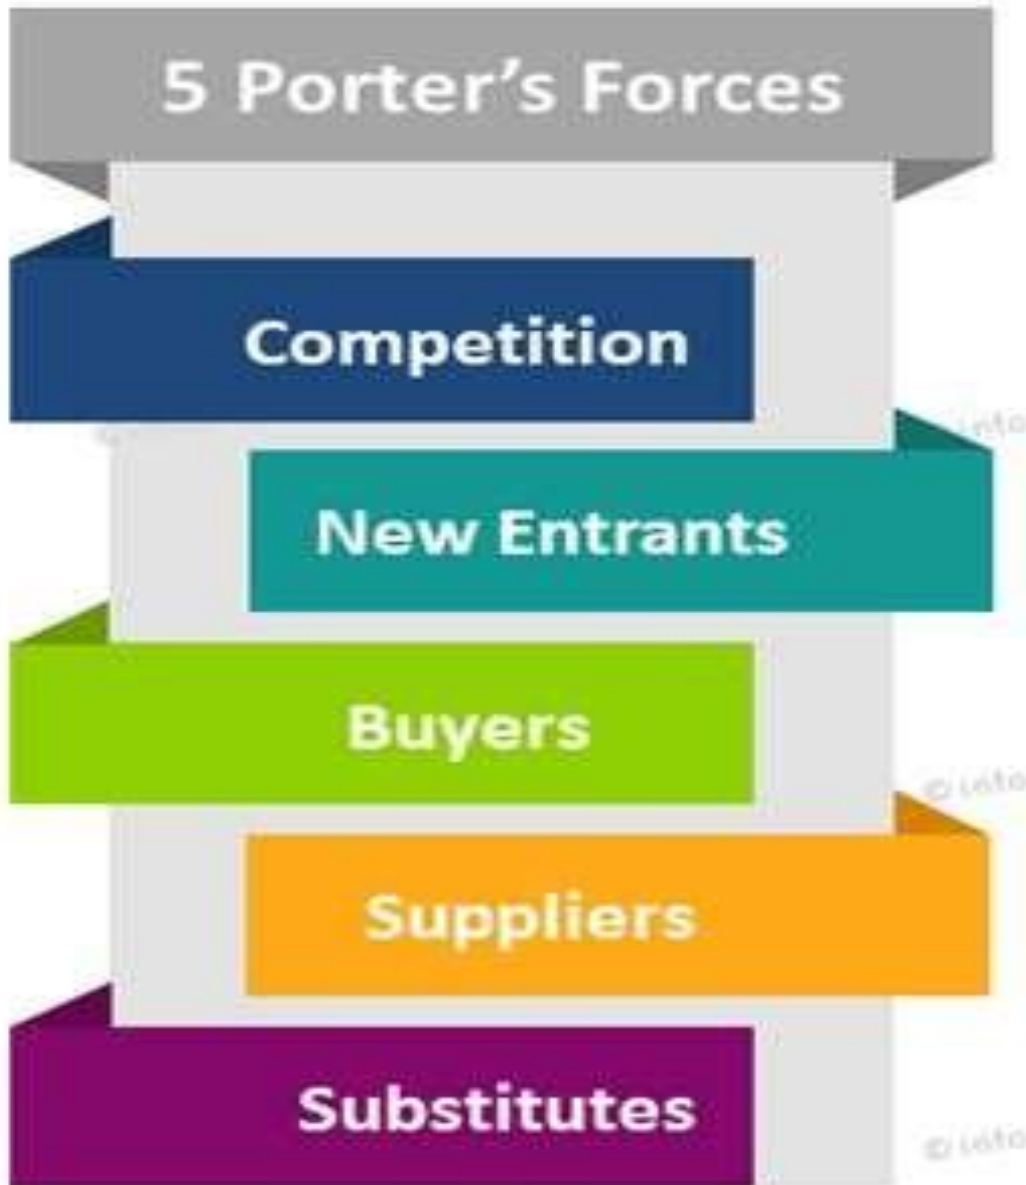 5 Porter's Forces
Competition
New Entrants
Buyers
Suppliers
Substitutes